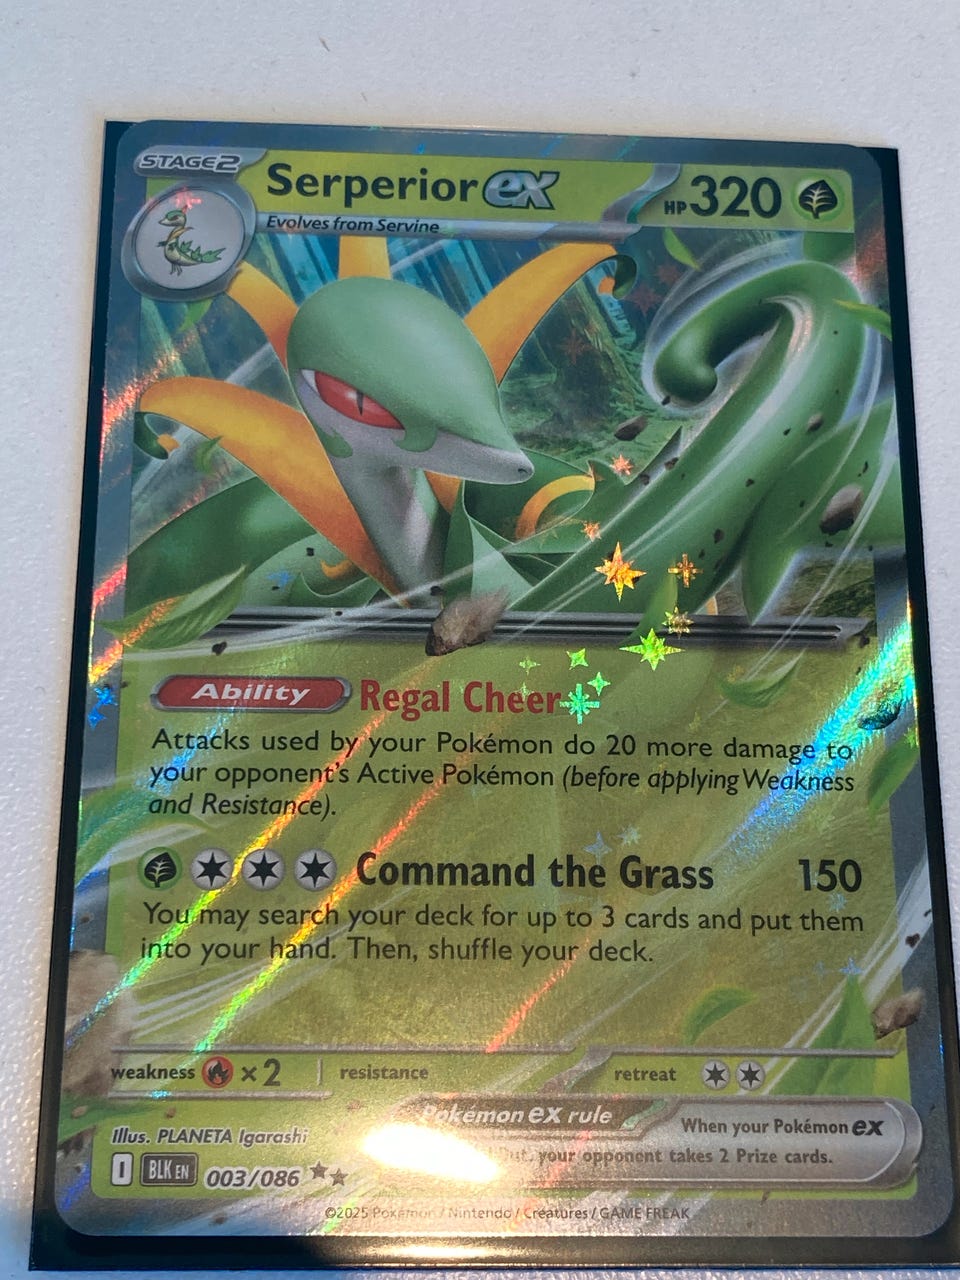 STAGE2
Serperior ex
HP 320
Evolves from Servine
Ability Regal Cheer
Attacks used by your Pokémon do 20 more damage to
your opponent's Active Pokémon (before applying Weakness
and Resistance).
Command the Grass 150
You may search your deck for up to 3 cards and put them
into your hand. Then, shuffle your deck.
weakness ×2 resistance retreat
Pokémon ex rule
When your Pokémon ex
your opponent takes 2 Prize cards.
Illus. PLANETA Igarashi
I BLK EN 003/086
©2025 Pokémon / Nintendo / Creatures / GAME FREAK